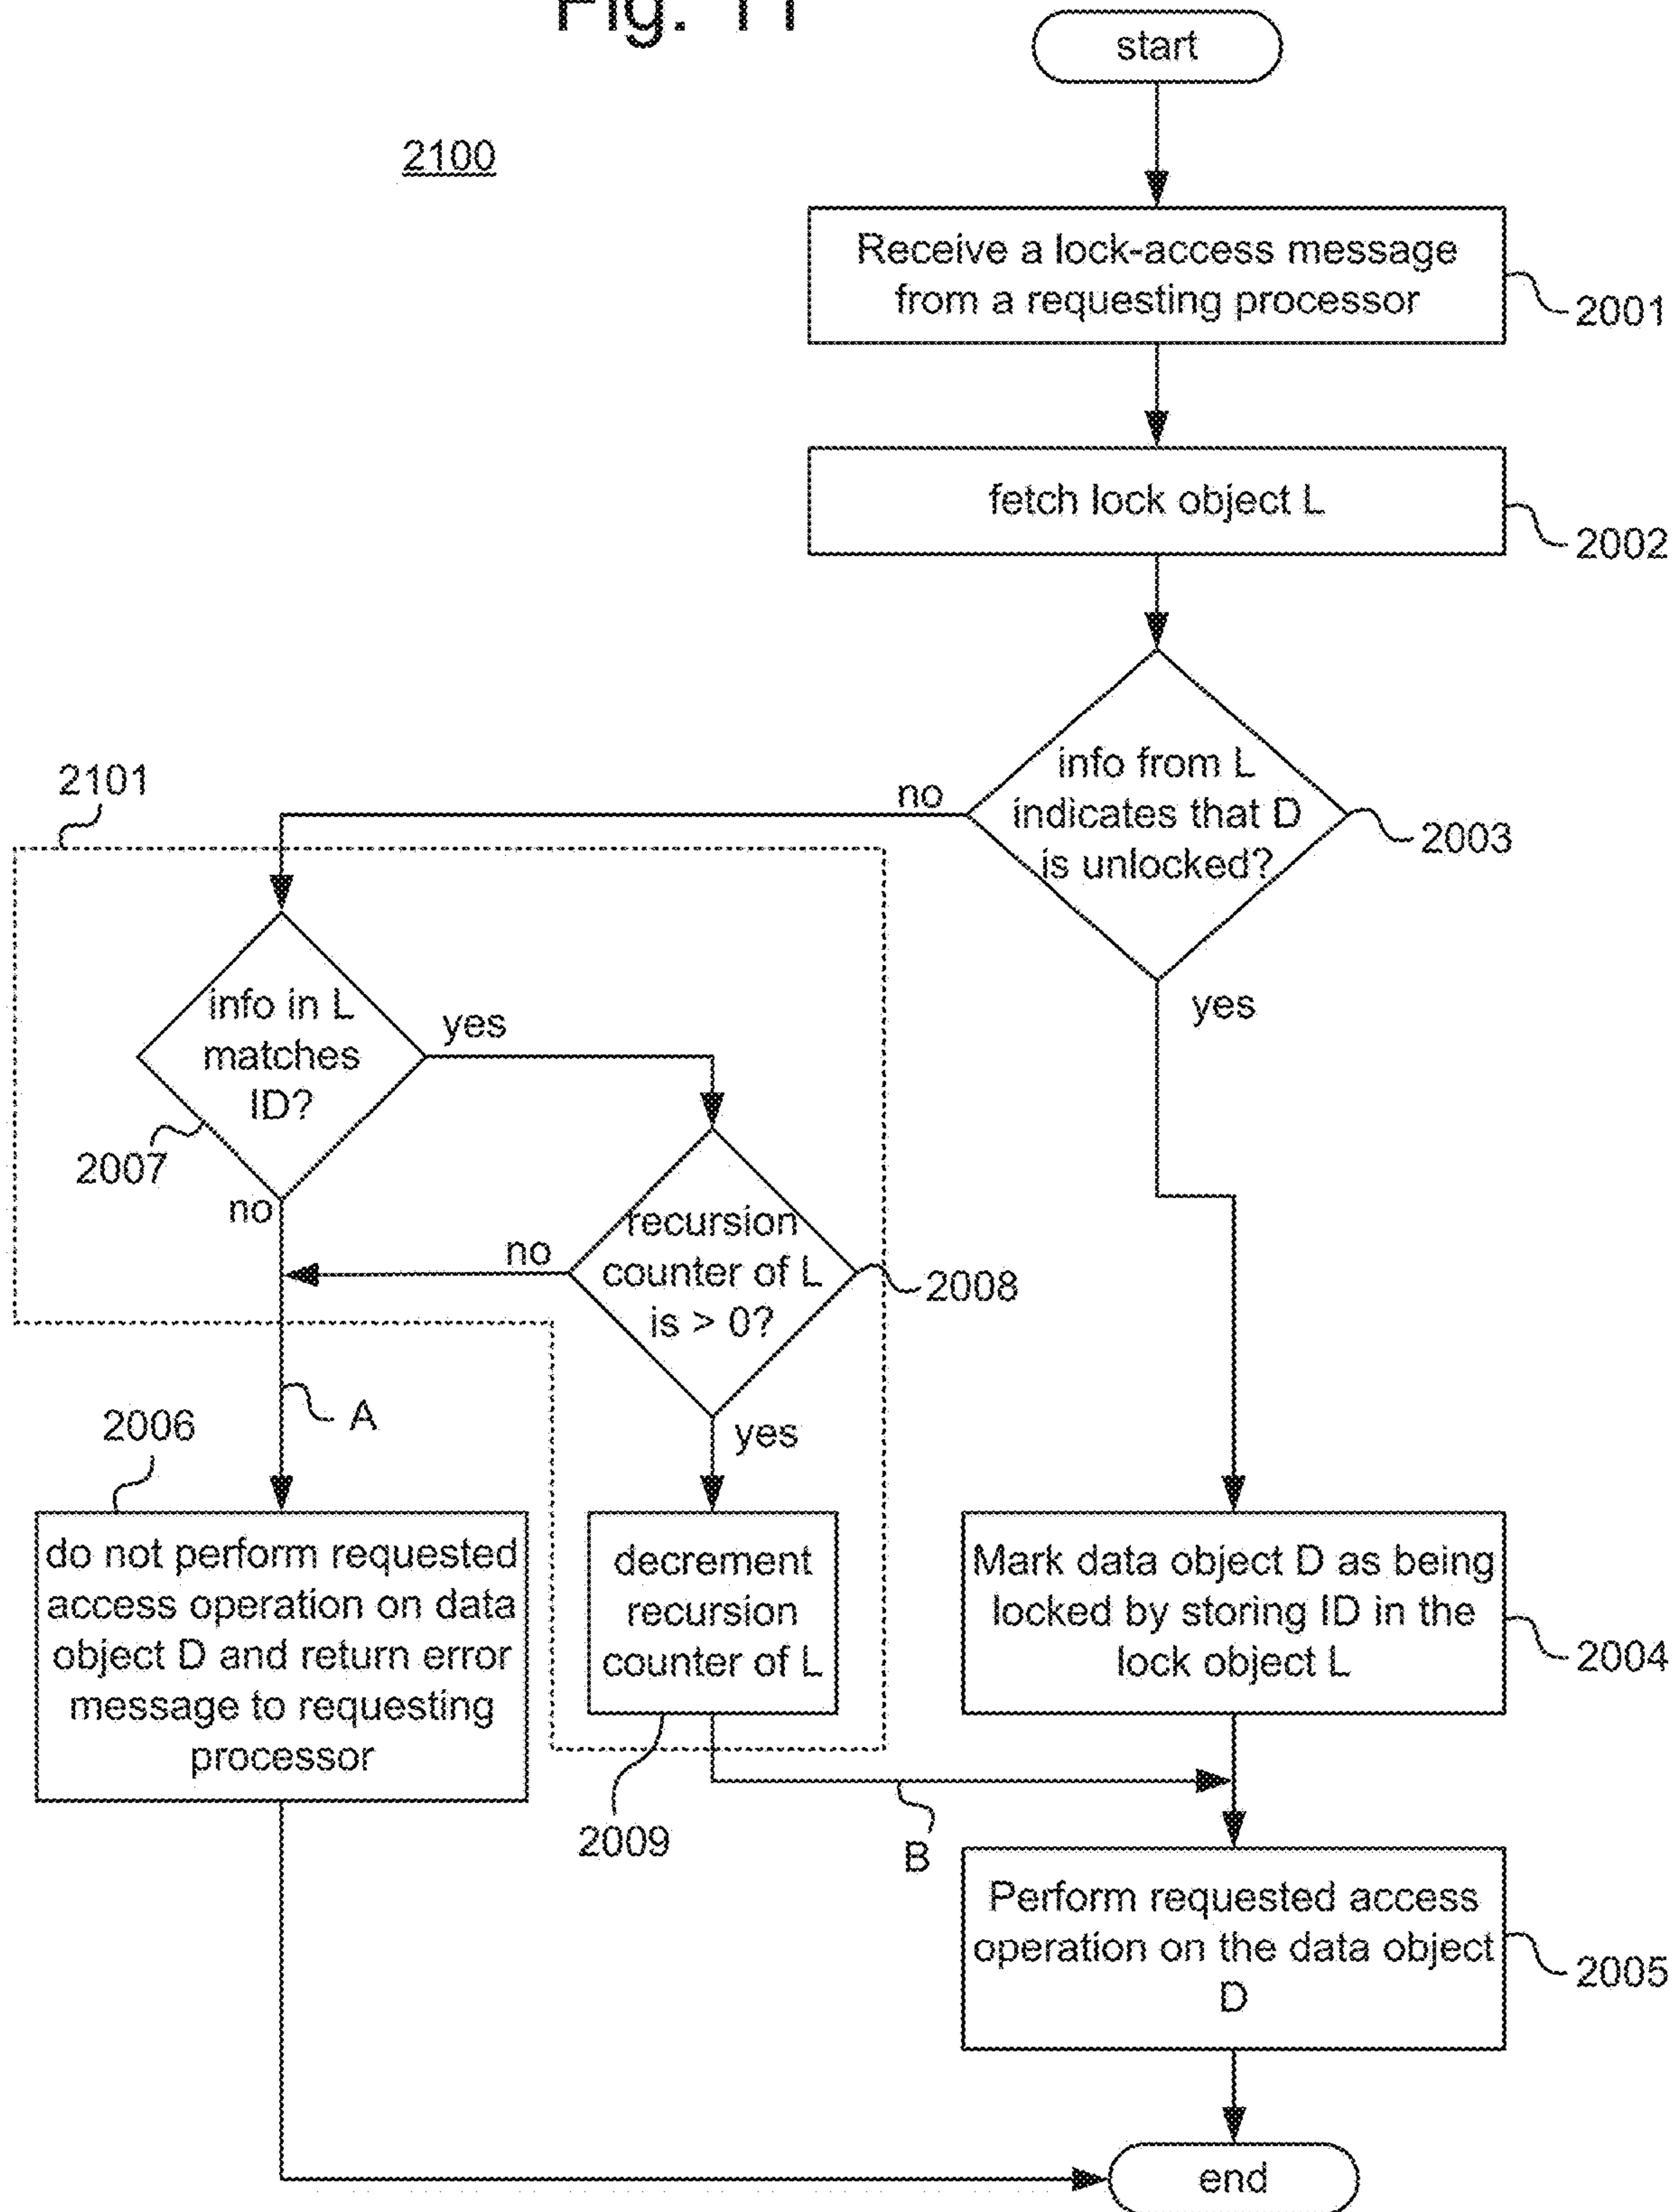 Fig. 11
start
2100
Receive a lock-access message
from a requesting processor
2001
fetch lock object L
2002
info from L
indicates that D
is unlocked?
2003
no
yes
2101
info in L
matches
ID?
2007
yes
no
recursion
counter of L
is > 0?
2008
no
yes
A
2006
do not perform requested
access operation on data
object D and return error
message to requesting
processor
decrement
recursion
counter of L
2009
Mark data object D as being
locked by storing ID in the
lock object L
2004
B
Perform requested access
operation on the data object
D
2005
end